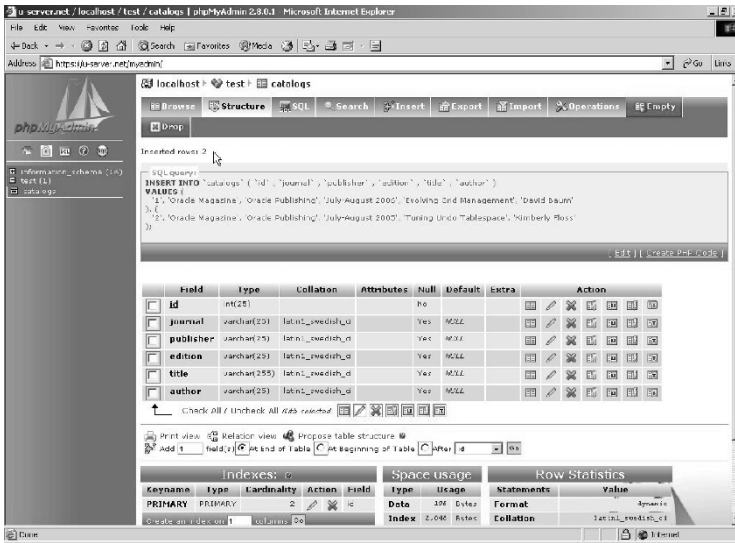 u-server.net / localhost / test / catalogs | phpMyAdmin 2.8.0.1 - Microsoft Internet Explorer
File Edit View Favorites Tools Help
Back Search Favorites Media
Address https://u-server.net/myadmin/ Go Links
phpMyAdmin
information_schema (16)
test (1)
catalogs
localhost test catalogs
Browse Structure SQL Search Insert Export Import Operations Empty
Drop
Inserted rows: 2
SQL query:
INSERT INTO `catalogs` ( `id` , `journal` , `publisher` , `edition` , `title` , `author` )
VALUES (
'1', 'Oracle Magazine', 'Oracle Publishing', 'July-August 2005', 'Evolving Grid Management', 'David Baum'
), (
'2', 'Oracle Magazine', 'Oracle Publishing', 'July-August 2005', 'Tuning Undo Tablespace', 'Kimberly Floss'
);
[ Edit ] [ Create PHP Code ]
Field Type Collation Attributes Null Default Extra Action
id int(25) No
journal varchar(25) latin1_swedish_ci Yes NULL
publisher varchar(25) latin1_swedish_ci Yes NULL
edition varchar(25) latin1_swedish_ci Yes NULL
title varchar(255) latin1_swedish_ci Yes NULL
author varchar(25) latin1_swedish_ci Yes NULL
Check All / Uncheck All With selected:
Print view Relation view Propose table structure
Add 1 field(s) At End of Table At Beginning of Table After id Go
Indexes: Space usage Row Statistics
Keyname Type Cardinality Action Field Type Usage Statements Value
PRIMARY PRIMARY 2 id Data 196 Bytes Format dynamic
Create an index on 1 columns Go Index 2,048 Bytes Collation latin1_swedish_ci
Done Internet